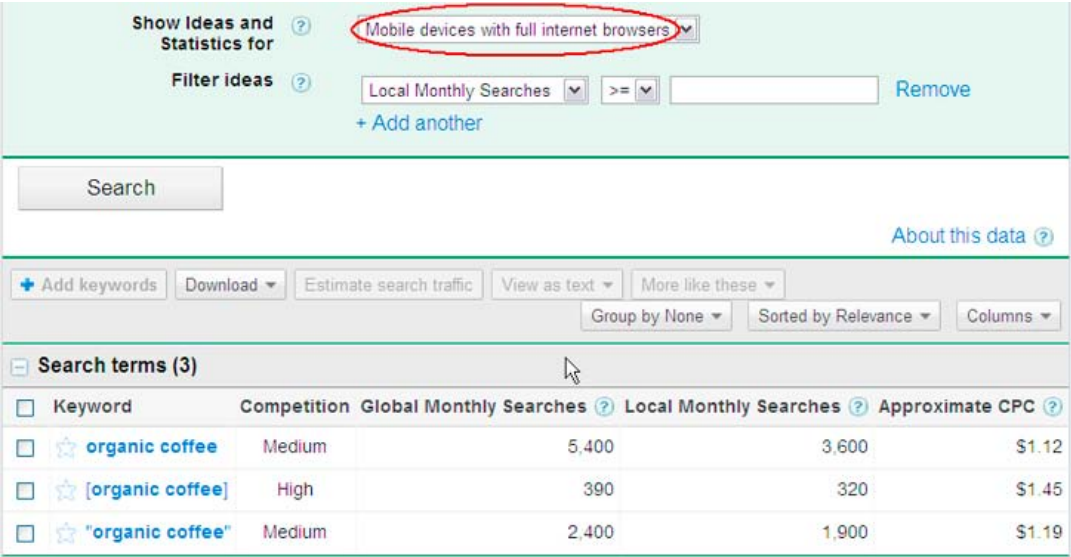 Show Ideas and Statistics for ? Mobile devices with full internet browsers
Filter ideas ? Local Monthly Searches >= Remove
+ Add another
Search
About this data ?
+ Add keywords Download Estimate search traffic View as text More like these
Group by None Sorted by Relevance Columns
Search terms (3)
Keyword Competition Global Monthly Searches ? Local Monthly Searches ? Approximate CPC ?
organic coffee Medium 5,400 3,600 $1.12
[organic coffee] High 390 320 $1.45
"organic coffee" Medium 2,400 1,900 $1.19